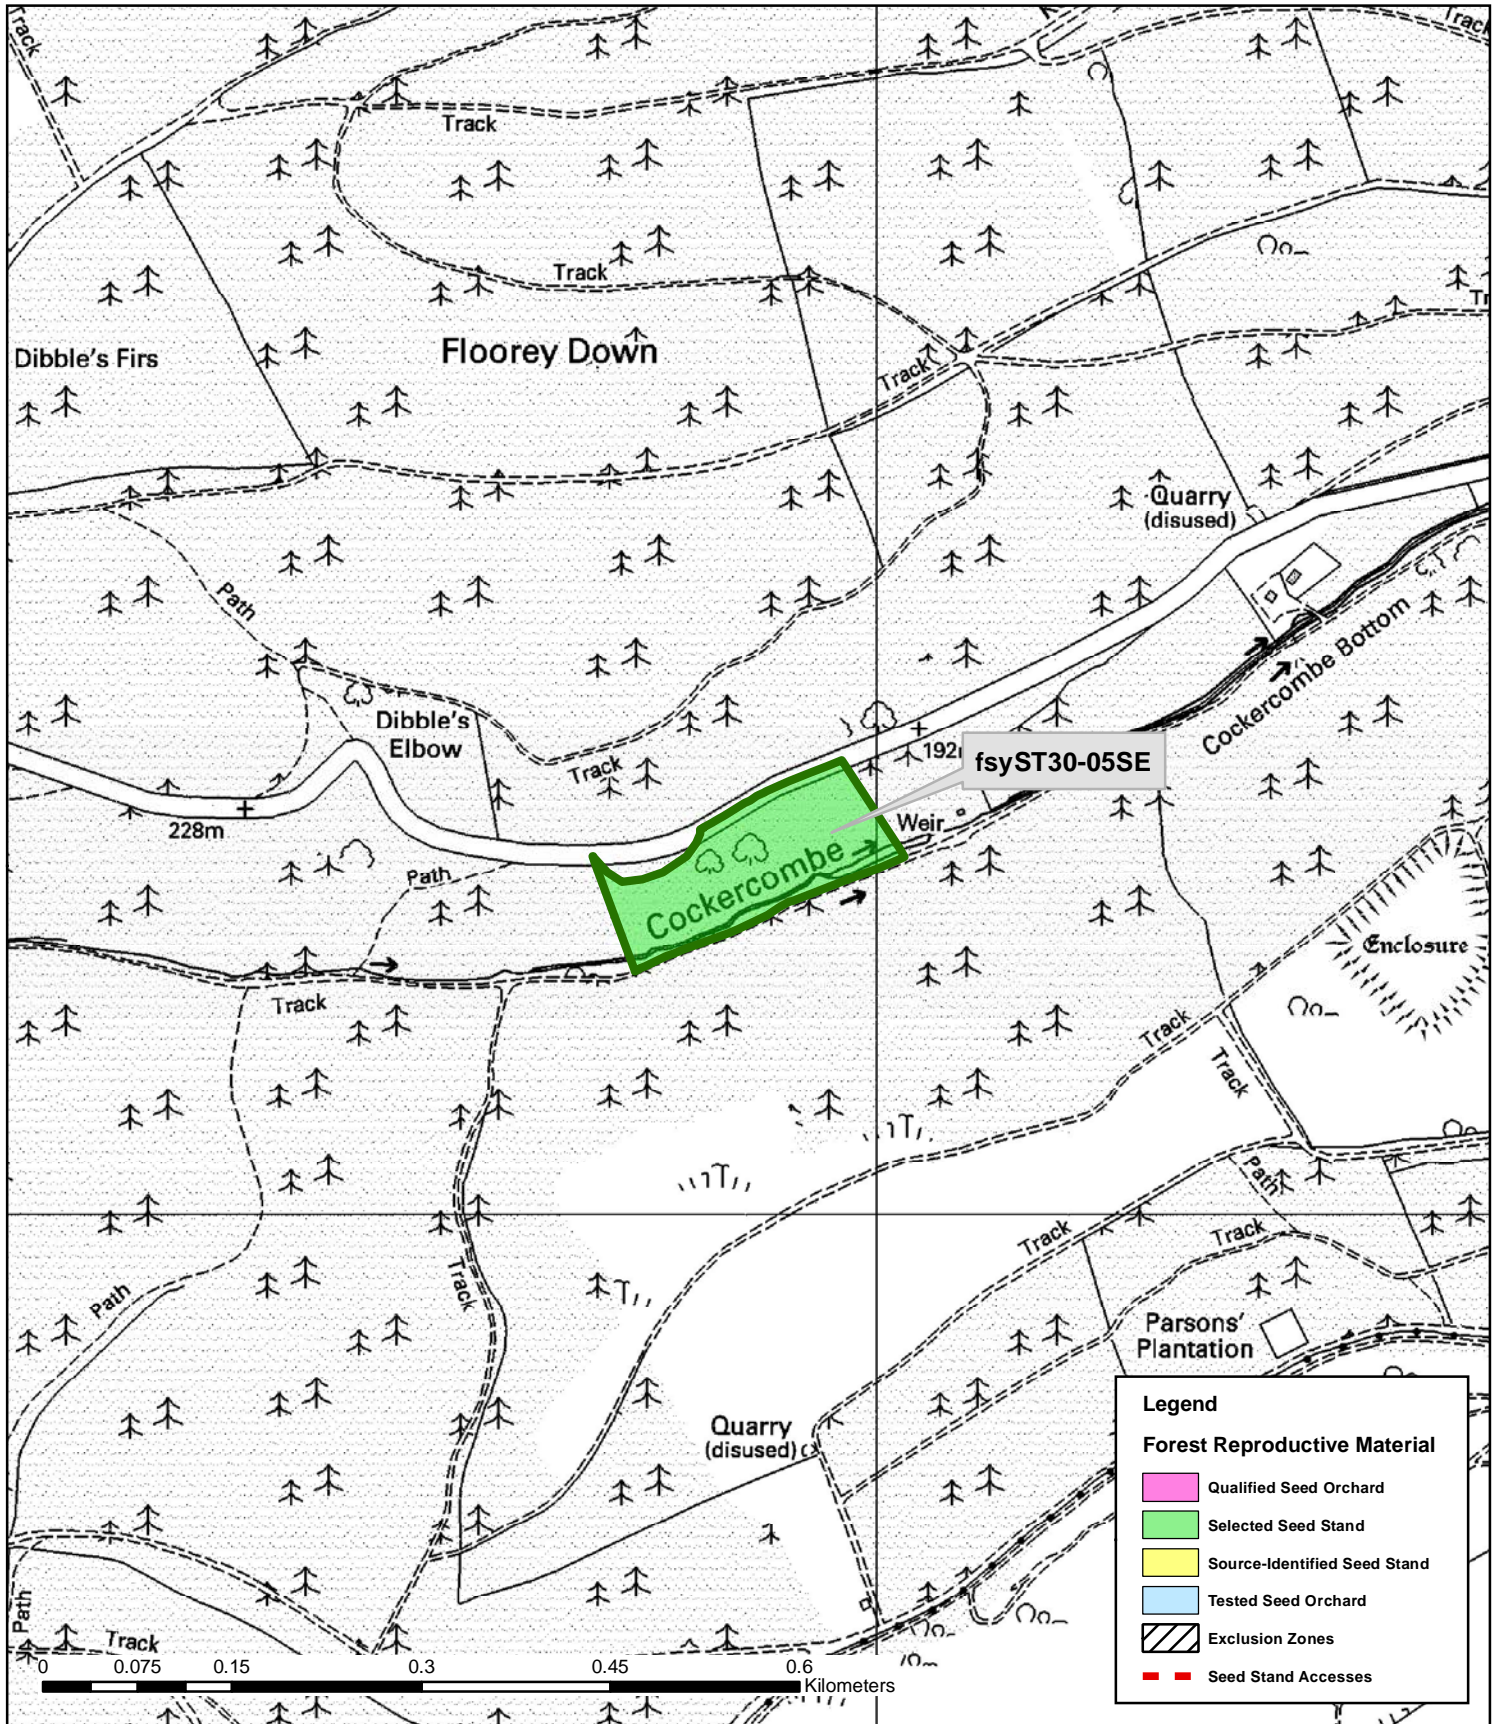 Track
Track
Track
Track
Dibble's Firs
Floorey Down
Track
Tr
Quarry
(disused)
Path
Cockercombe Bottom
Dibble's
Elbow
Track
192
fsyST30-05SE
228m
Weir
Path
Cockercombe
Enclosure
Track
Track
Track
Path
Track
Track
Path
Track
Parsons'
Plantation
Quarry
(disused)
Path
Track
Legend
Forest Reproductive Material
Qualified Seed Orchard
Selected Seed Stand
Source-Identified Seed Stand
Tested Seed Orchard
Exclusion Zones
Seed Stand Accesses
0 0.075 0.15 0.3 0.45 0.6
Kilometers